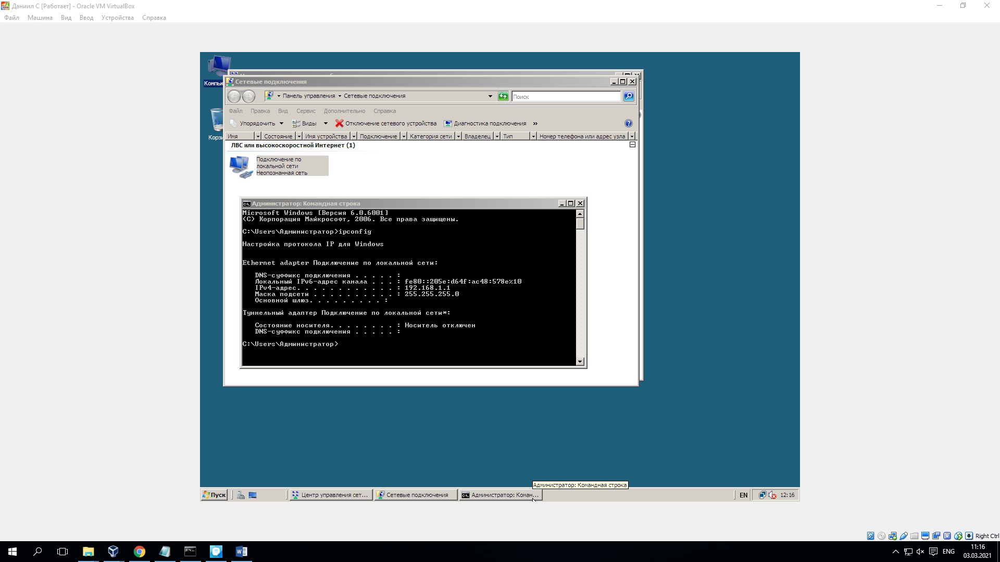 Даниил С [Работает] - Oracle VM VirtualBox
Файл Машина Вид Ввод Устройства Справка
Сетевые подключения
Панель управления Сетевые подключения Поиск
Файл Правка Вид Сервис Дополнительно Справка
Упорядочить Виды Отключение сетевого устройства Диагностика подключения »
Имя Состояние Имя устройства Подключение Категория сети Владелец Тип Номер телефона или адрес узла
ЛВС или высокоскоростной Интернет (1)
Подключение по
локальной сети
Неопознанная сеть
Администратор: Командная строка
Microsoft Windows [Версия 6.0.6001]
(C) Корпорация Майкрософт, 2006. Все права защищены.
C:\Users\Администратор>ipconfig
Настройка протокола IP для Windows
Ethernet adapter Подключение по локальной сети:
DNS-суффикс подключения . . . . . :
Локальный IPv6-адрес канала . . . : fe80::205e:d64f:ac48:578e%10
IPv4-адрес. . . . . . . . . . . . : 192.168.1.1
Маска подсети . . . . . . . . . . : 255.255.255.0
Основной шлюз. . . . . . . . . :
Туннельный адаптер Подключение по локальной сети*:
Состояние носителя. . . . . . . . : Носитель отключен
DNS-суффикс подключения . . . . . :
C:\Users\Администратор>
Администратор: Командная строка
Пуск Центр управления сет... Сетевые подключения Администратор: Коман... EN 12:16
Right Ctrl
ENG
11:16
03.03.2021